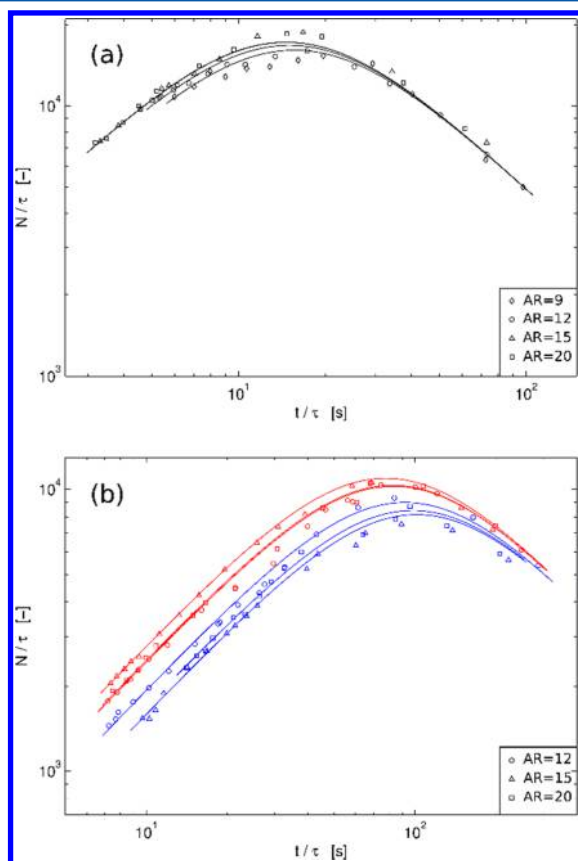 (a)
10⁴
10³
N/τ [-]
10¹
10²
t/τ [s]
AR=9
AR=12
AR=15
AR=20
(b)
10⁴
10³
N/τ [-]
10¹
10²
t/τ [s]
AR=12
AR=15
AR=20